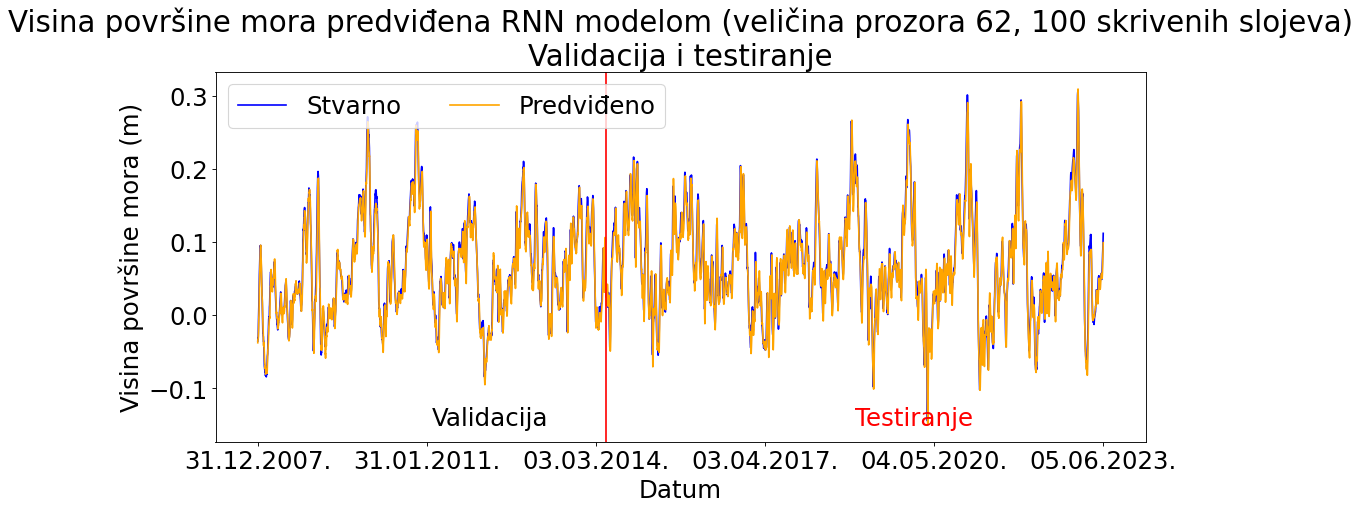 Visina površine mora predviđena RNN modelom (veličina prozora 62, 100 skrivenih slojeva)
Validacija i testiranje
Stvarno
Predviđeno
Visina površine mora (m)
0.3
0.2
0.1
0.0
−0.1
Validacija
Testiranje
31.12.2007.
31.01.2011.
03.03.2014.
03.04.2017.
04.05.2020.
05.06.2023.
Datum